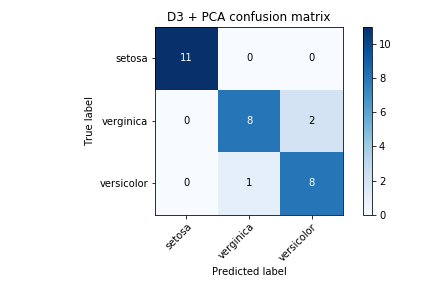 D3 + PCA confusion matrix
setosa 11 0 0
verginica 0 8 2
versicolor 0 1 8
True label
setosa verginica versicolor
Predicted label
10
8
6
4
2
0